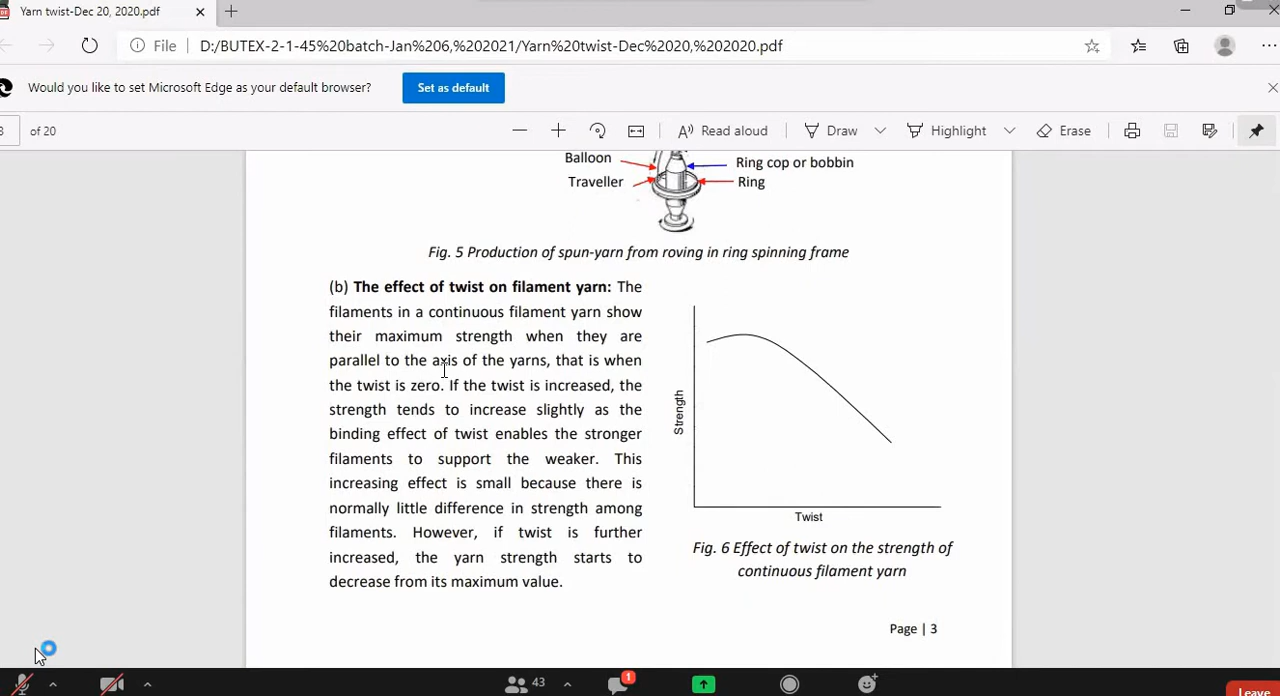 Yarn twist-Dec 20, 2020.pdf
File D:/BUTEX-2-1-45%20batch-Jan%206,%202021/Yarn%20twist-Dec%2020,%202020.pdf
Would you like to set Microsoft Edge as your default browser? Set as default
of 20 Read aloud Draw Highlight Erase
Balloon Ring cop or bobbin
Traveller Ring
Fig. 5 Production of spun-yarn from roving in ring spinning frame
(b) The effect of twist on filament yarn: The
filaments in a continuous filament yarn show
their maximum strength when they are
parallel to the axis of the yarns, that is when
the twist is zero. If the twist is increased, the
strength tends to increase slightly as the
binding effect of twist enables the stronger
filaments to support the weaker. This
increasing effect is small because there is
normally little difference in strength among
filaments. However, if twist is further
increased, the yarn strength starts to
decrease from its maximum value.
Strength
Twist
Fig. 6 Effect of twist on the strength of
continuous filament yarn
Page | 3
43 1
Leave